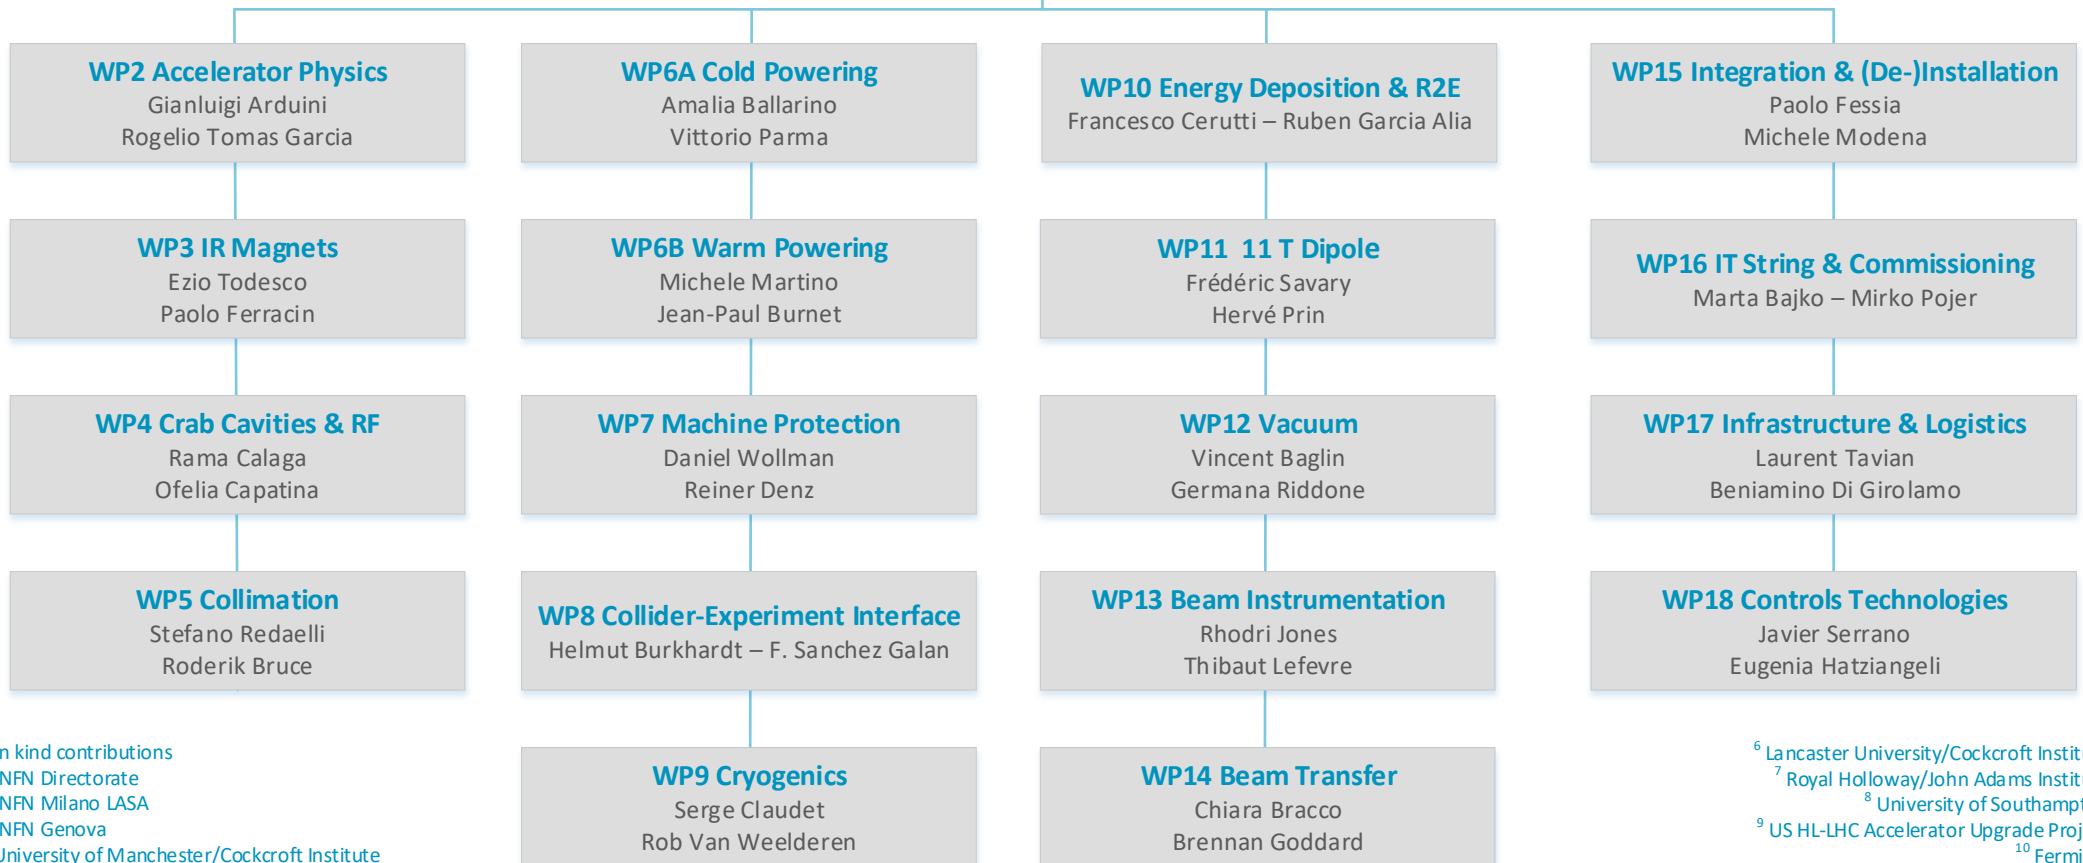 WP2 Accelerator Physics
Gianluigi Arduini
Rogelio Tomas Garcia
WP3 IR Magnets
Ezio Todesco
Paolo Ferracin
WP4 Crab Cavities & RF
Rama Calaga
Ofelia Capatina
WP5 Collimation
Stefano Redaelli
Roderik Bruce
WP6A Cold Powering
Amalia Ballarino
Vittorio Parma
WP6B Warm Powering
Michele Martino
Jean-Paul Burnet
WP7 Machine Protection
Daniel Wollman
Reiner Denz
WP8 Collider-Experiment Interface
Helmut Burkhardt – F. Sanchez Galan
WP9 Cryogenics
Serge Claudet
Rob Van Weelderen
WP10 Energy Deposition & R2E
Francesco Cerutti – Ruben Garcia Alia
WP11 11 T Dipole
Frédéric Savary
Hervé Prin
WP12 Vacuum
Vincent Baglin
Germana Riddone
WP13 Beam Instrumentation
Rhodri Jones
Thibaut Lefevre
WP14 Beam Transfer
Chiara Bracco
Brennan Goddard
WP15 Integration & (De-)Installation
Paolo Fessia
Michele Modena
WP16 IT String & Commissioning
Marta Bajko – Mirko Pojer
WP17 Infrastructure & Logistics
Laurent Tavian
Beniamino Di Girolamo
WP18 Controls Technologies
Javier Serrano
Eugenia Hatziangeli
n kind contributions
NFN Directorate
NFN Milano LASA
NFN Genova
University of Manchester/Cockcroft Institute
6 Lancaster University/Cockcroft Institu
7 Royal Holloway/John Adams Institu
8 University of Southampt
9 US HL-LHC Accelerator Upgrade Proj
10 Fermi